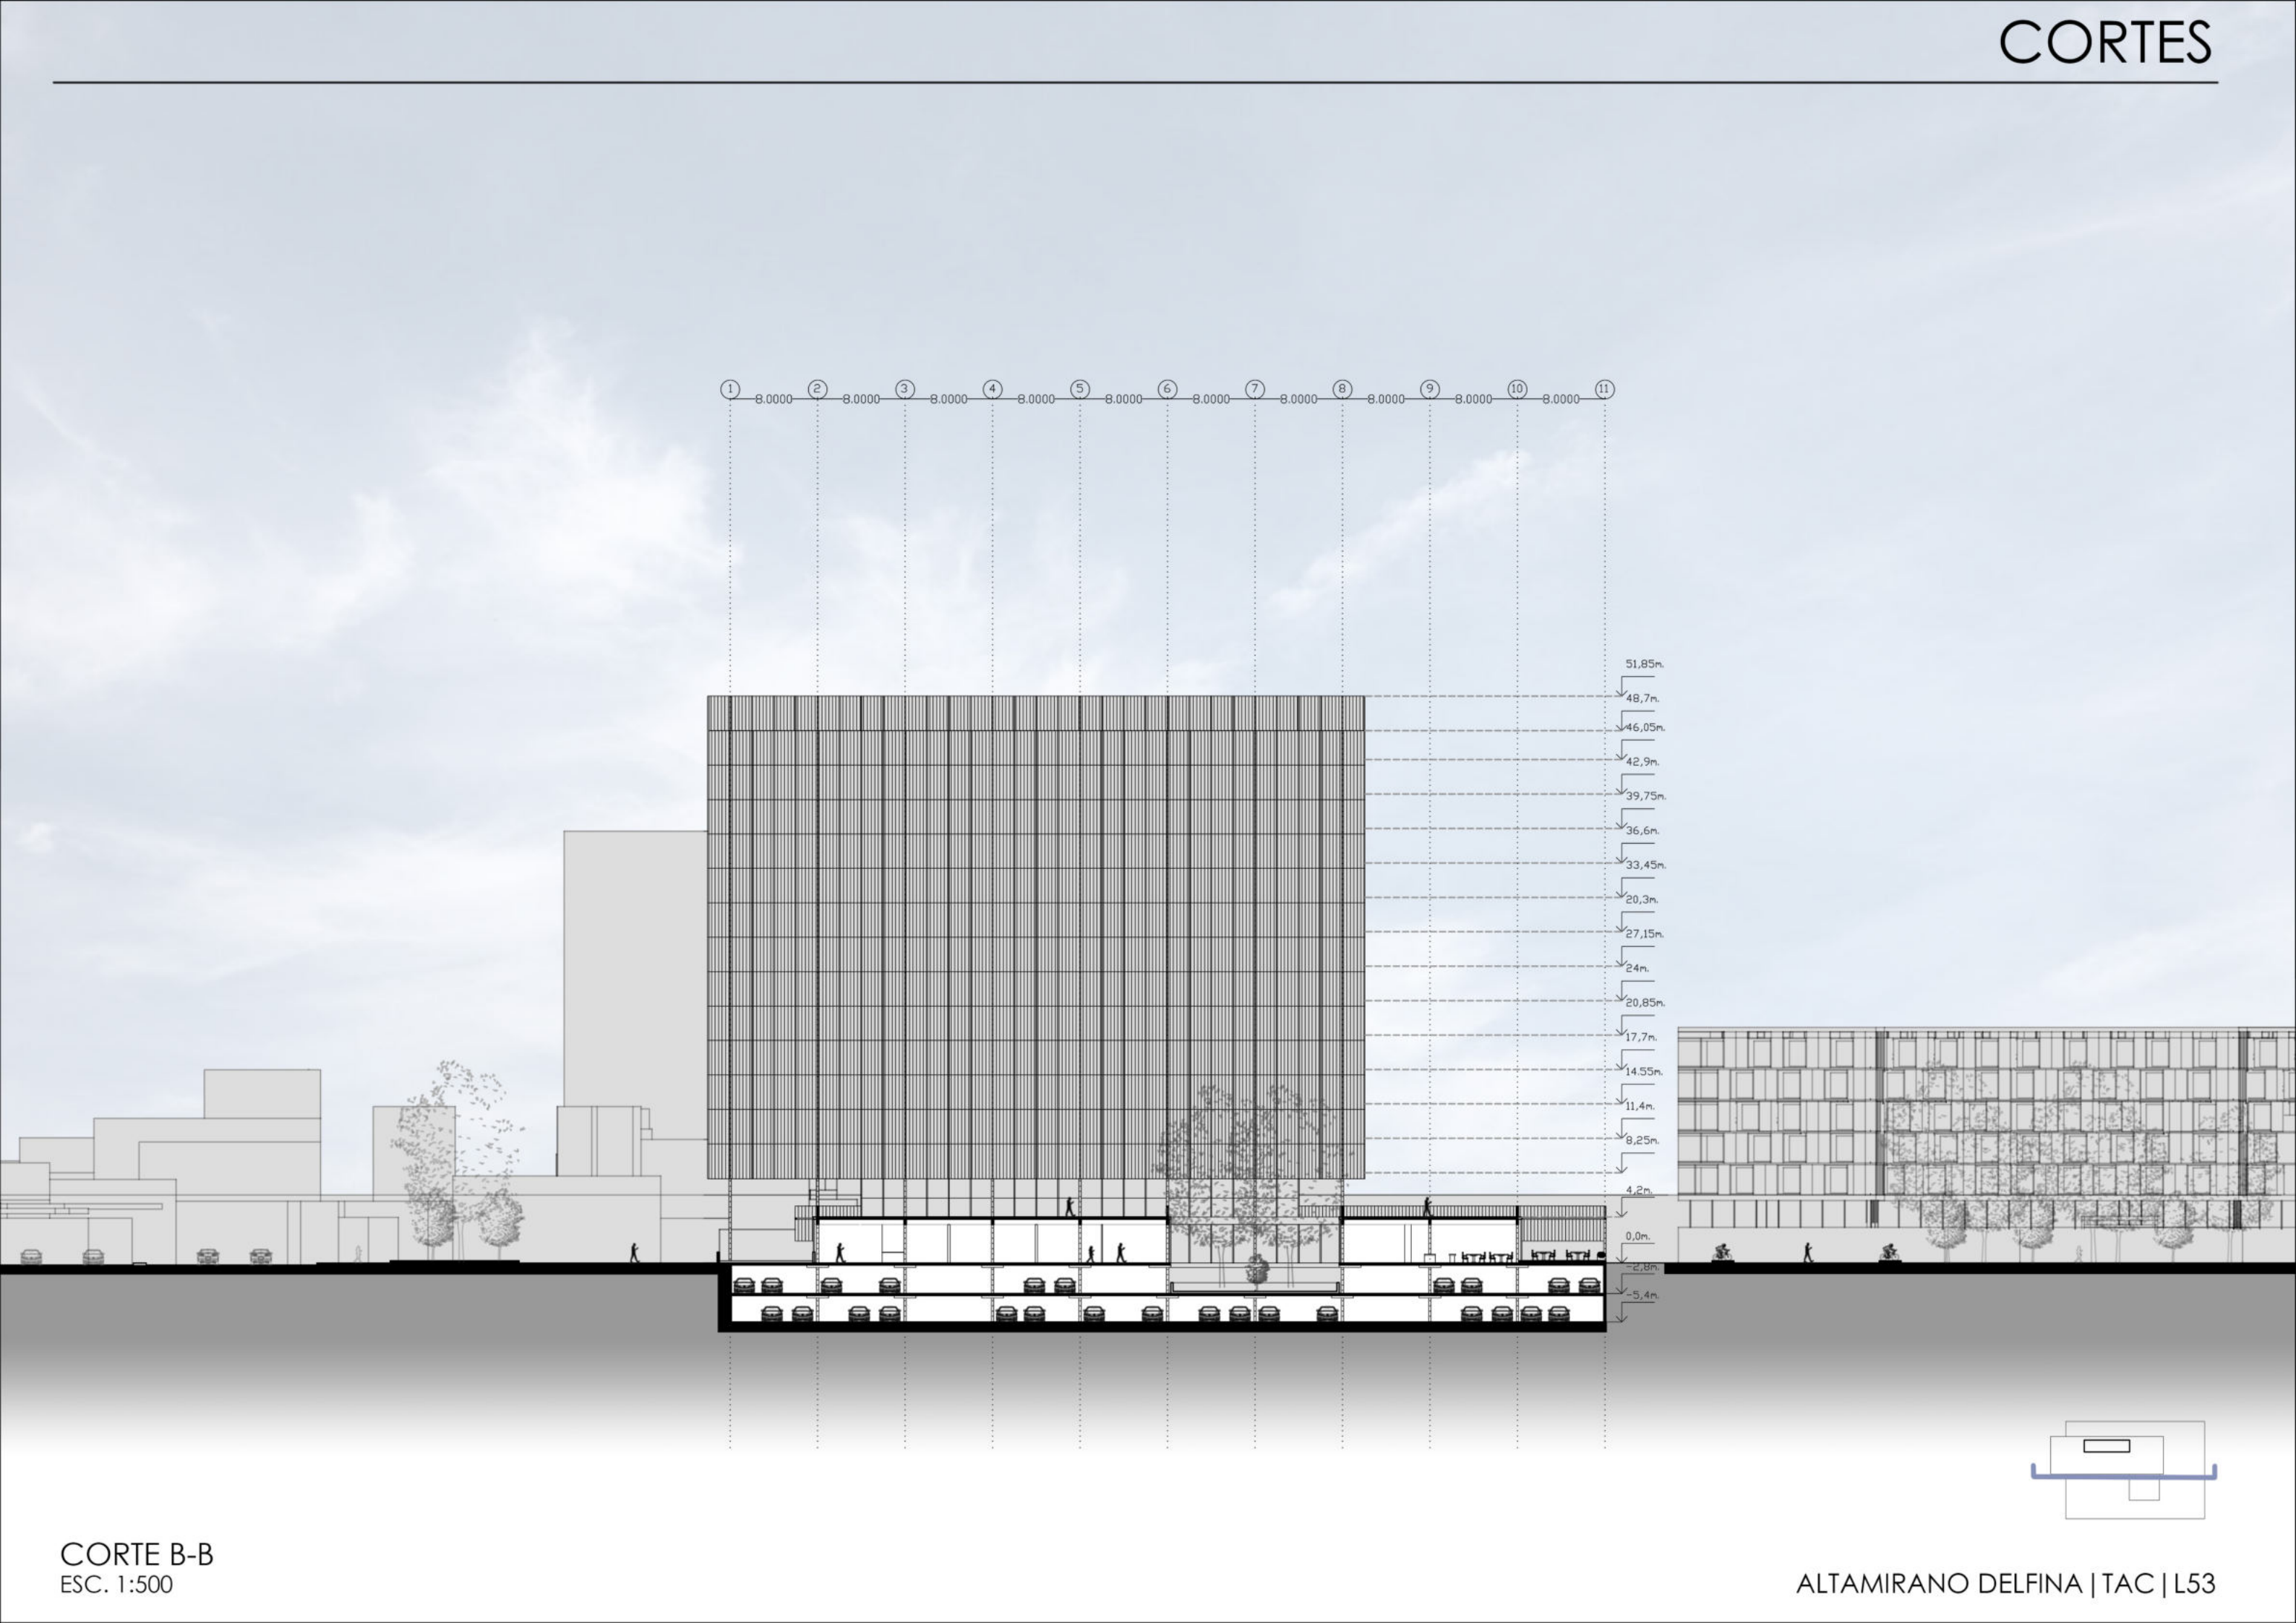 CORTES
1 2 3 4 5 6 7 8 9 10 11
8.0000 8.0000 8.0000 8.0000 8.0000 8.0000 8.0000 8.0000 8.0000 8.0000
51,85m.
48,7m.
46,05m.
42,9m.
39,75m.
36,6m.
33,45m.
20,3m.
27,15m.
24m.
20,85m.
17,7m.
14.55m.
11,4m.
8,25m.
4,2m.
0,0m.
-2,8m.
-5,4m.
CORTE B-B
ESC. 1:500
ALTAMIRANO DELFINA | TAC | L53